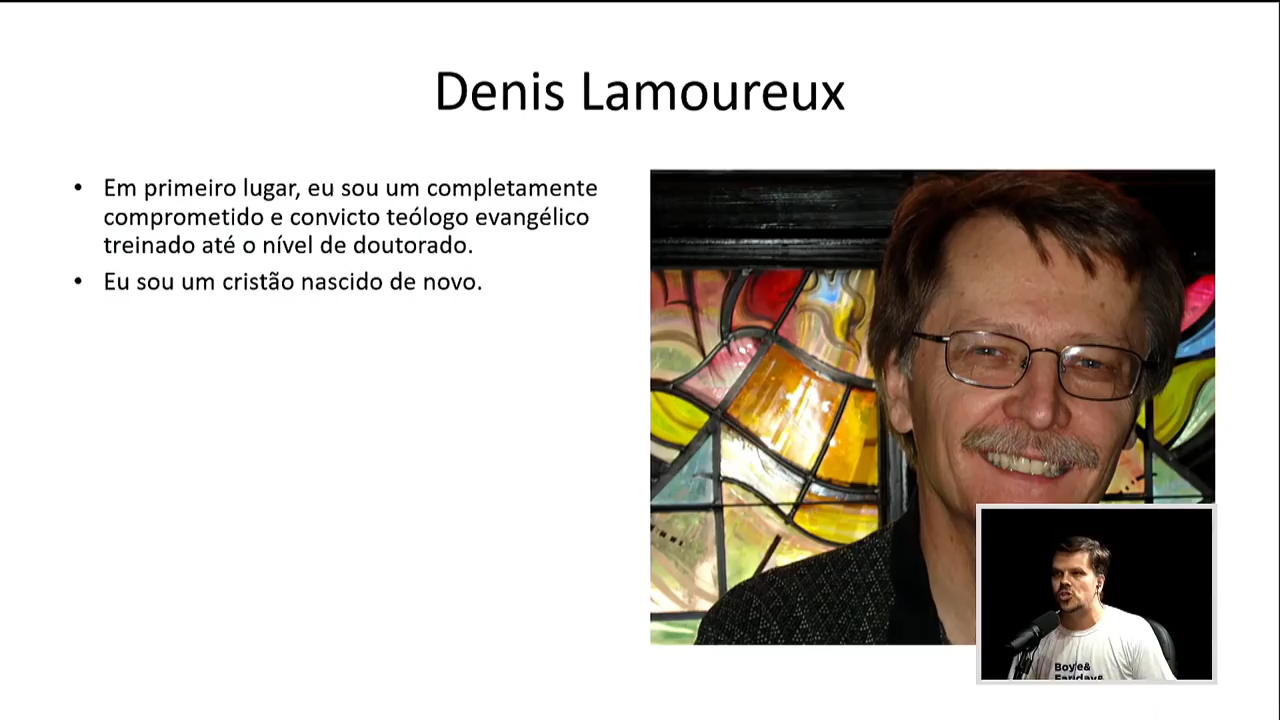 Denis Lamoureux
• Em primeiro lugar, eu sou um completamente
comprometido e convicto teólogo evangélico
treinado até o nível de doutorado.
• Eu sou um cristão nascido de novo.
Boyle&
Faraday&